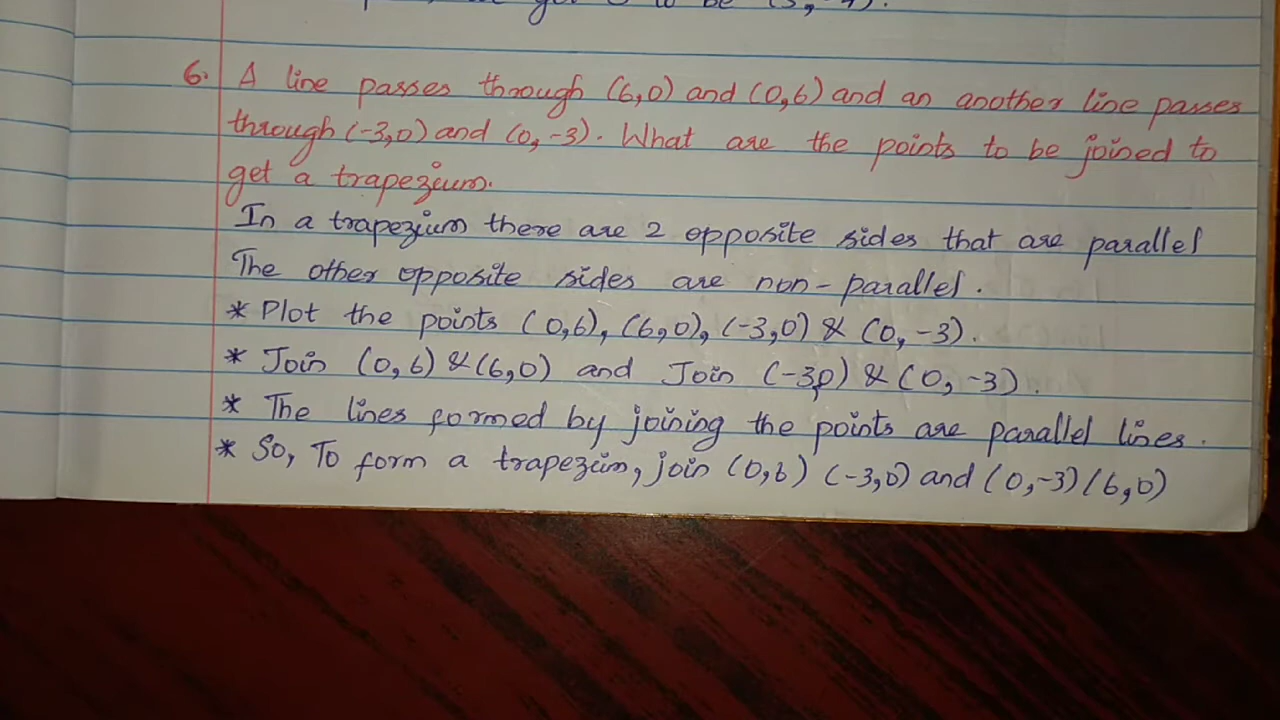 to be (3, -4).
6. A line passes through (6,0) and (0,6) and an another line passes
through (-3,0) and (0,-3). What are the points to be joined to
get a trapezium.
In a trapezium there are 2 opposite sides that are parallel
The other opposite sides are non-parallel.
* Plot the points (0,6), (6,0), (-3,0) & (0,-3).
* Join (0,6) & (6,0) and Join (-3,0) & (0,-3).
* The lines formed by joining the points are parallel lines.
* So, To form a trapezium, join (0,6) (-3,0) and (0,-3) (6,0)